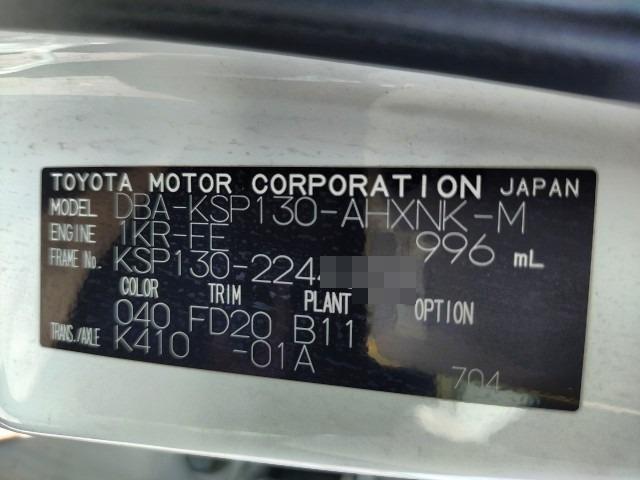 TOYOTA MOTOR CORPORATION JAPAN
MODEL DBA-KSP130-AHXNK-M
ENGINE 1KR-FE 996 mL
FRAME No. KSP130-224
COLOR TRIM PLANT OPTION
040 FD20 B11
TRANS./AXLE K410 -01A
704